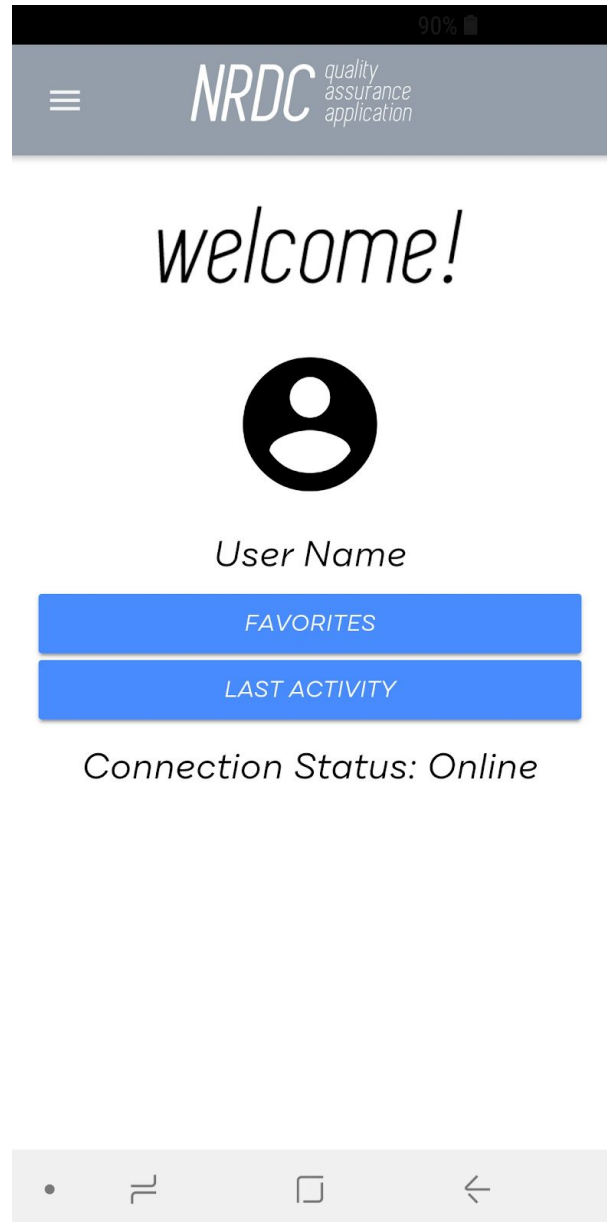 90%
NRDC quality
assurance
application
welcome!
User Name
FAVORITES
LAST ACTIVITY
Connection Status: Online